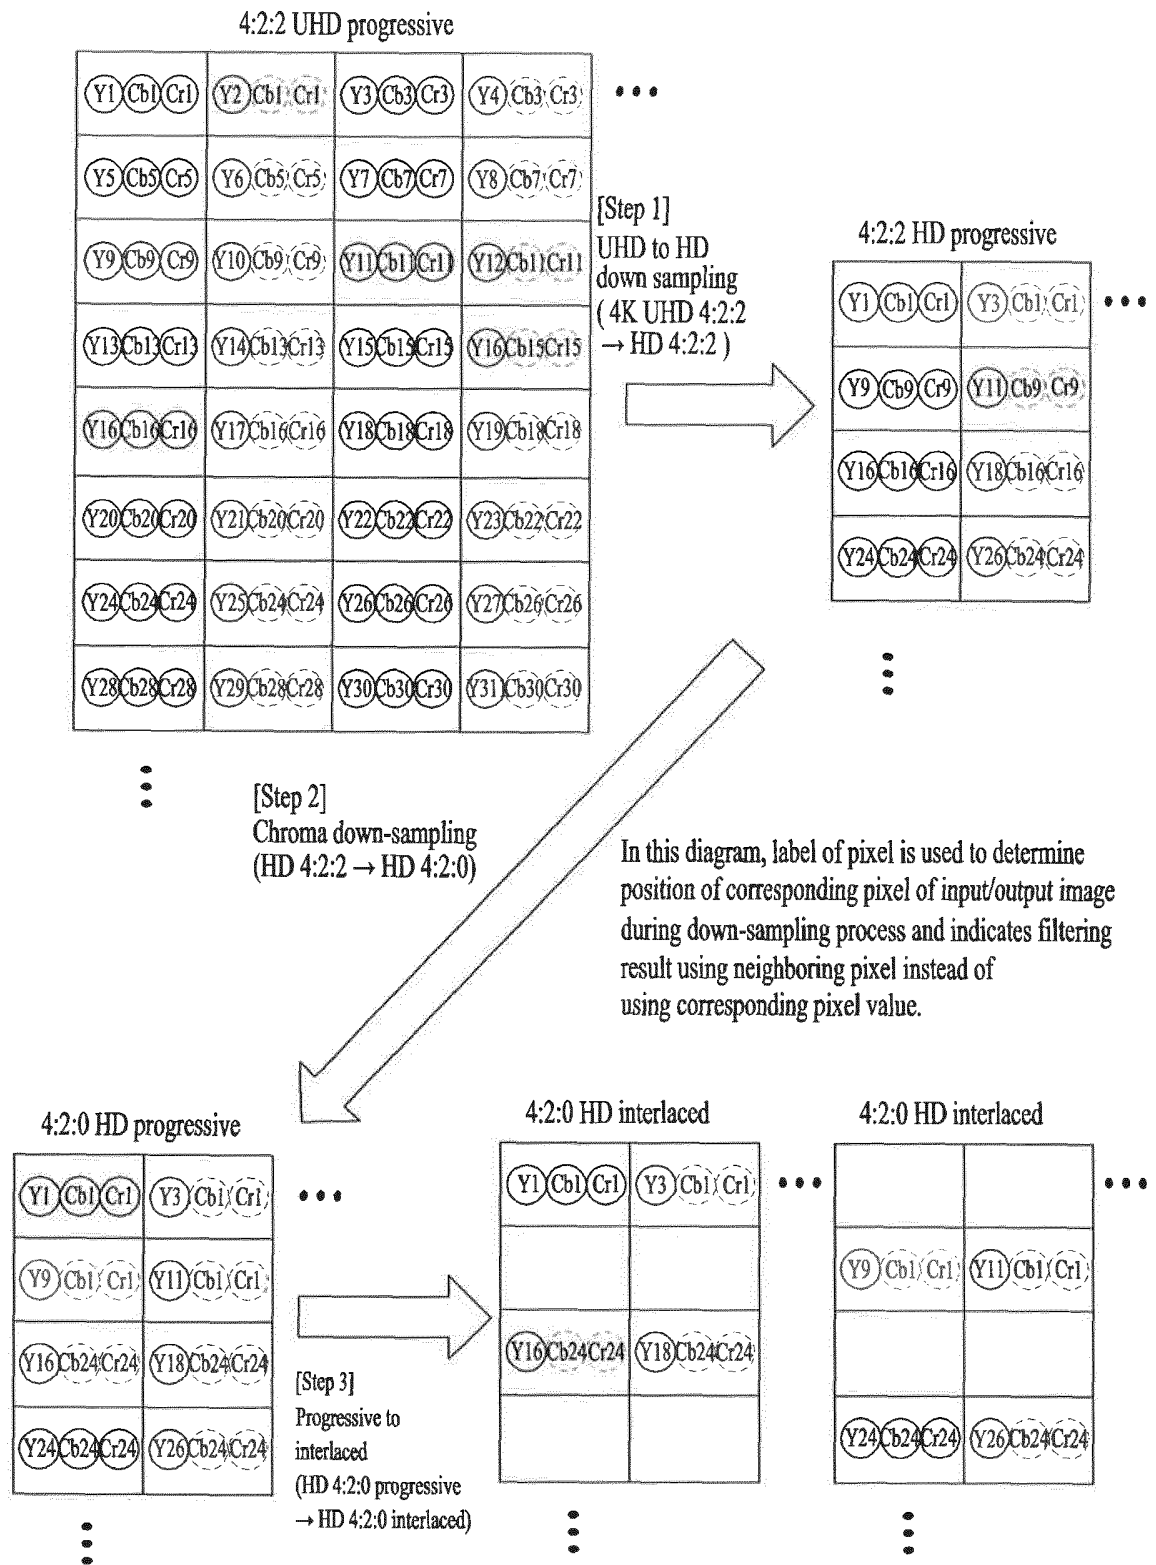 4:2:2 UHD progressive
Y1 Cb1 Cr1 Y2 Cb1 Cr1 Y3 Cb3 Cr3 Y4 Cb3 Cr3
Y5 Cb5 Cr5 Y6 Cb5 Cr5 Y7 Cb7 Cr7 Y8 Cb7 Cr7
Y9 Cb9 Cr9 Y10 Cb9 Cr9 Y11 Cb11 Cr11 Y12 Cb11 Cr11
Y13 Cb13 Cr13 Y14 Cb13 Cr13 Y15 Cb15 Cr15 Y16 Cb15 Cr15
Y16 Cb16 Cr16 Y17 Cb16 Cr16 Y18 Cb18 Cr18 Y19 Cb18 Cr18
Y20 Cb20 Cr20 Y21 Cb20 Cr20 Y22 Cb22 Cr22 Y23 Cb22 Cr22
Y24 Cb24 Cr24 Y25 Cb24 Cr24 Y26 Cb26 Cr26 Y27 Cb26 Cr26
Y28 Cb28 Cr28 Y29 Cb28 Cr28 Y30 Cb30 Cr30 Y31 Cb30 Cr30
[Step 1]
UHD to HD
down sampling
( 4K UHD 4:2:2
→ HD 4:2:2 )
4:2:2 HD progressive
Y1 Cb1 Cr1 Y3 Cb1 Cr1
Y9 Cb9 Cr9 Y11 Cb9 Cr9
Y16 Cb16 Cr16 Y18 Cb16 Cr16
Y24 Cb24 Cr24 Y26 Cb24 Cr24
[Step 2]
Chroma down-sampling
(HD 4:2:2 → HD 4:2:0)
In this diagram, label of pixel is used to determine
position of corresponding pixel of input/output image
during down-sampling process and indicates filtering
result using neighboring pixel instead of
using corresponding pixel value.
4:2:0 HD progressive
Y1 Cb1 Cr1 Y3 Cb1 Cr1
Y9 Cb1 Cr1 Y11 Cb1 Cr1
Y16 Cb24 Cr24 Y18 Cb24 Cr24
Y24 Cb24 Cr24 Y26 Cb24 Cr24
[Step 3]
Progressive to
interlaced
(HD 4:2:0 progressive
→ HD 4:2:0 interlaced)
4:2:0 HD interlaced
Y1 Cb1 Cr1 Y3 Cb1 Cr1
Y16 Cb24 Cr24 Y18 Cb24 Cr24
4:2:0 HD interlaced
Y9 Cb1 Cr1 Y11 Cb1 Cr1
Y24 Cb24 Cr24 Y26 Cb24 Cr24